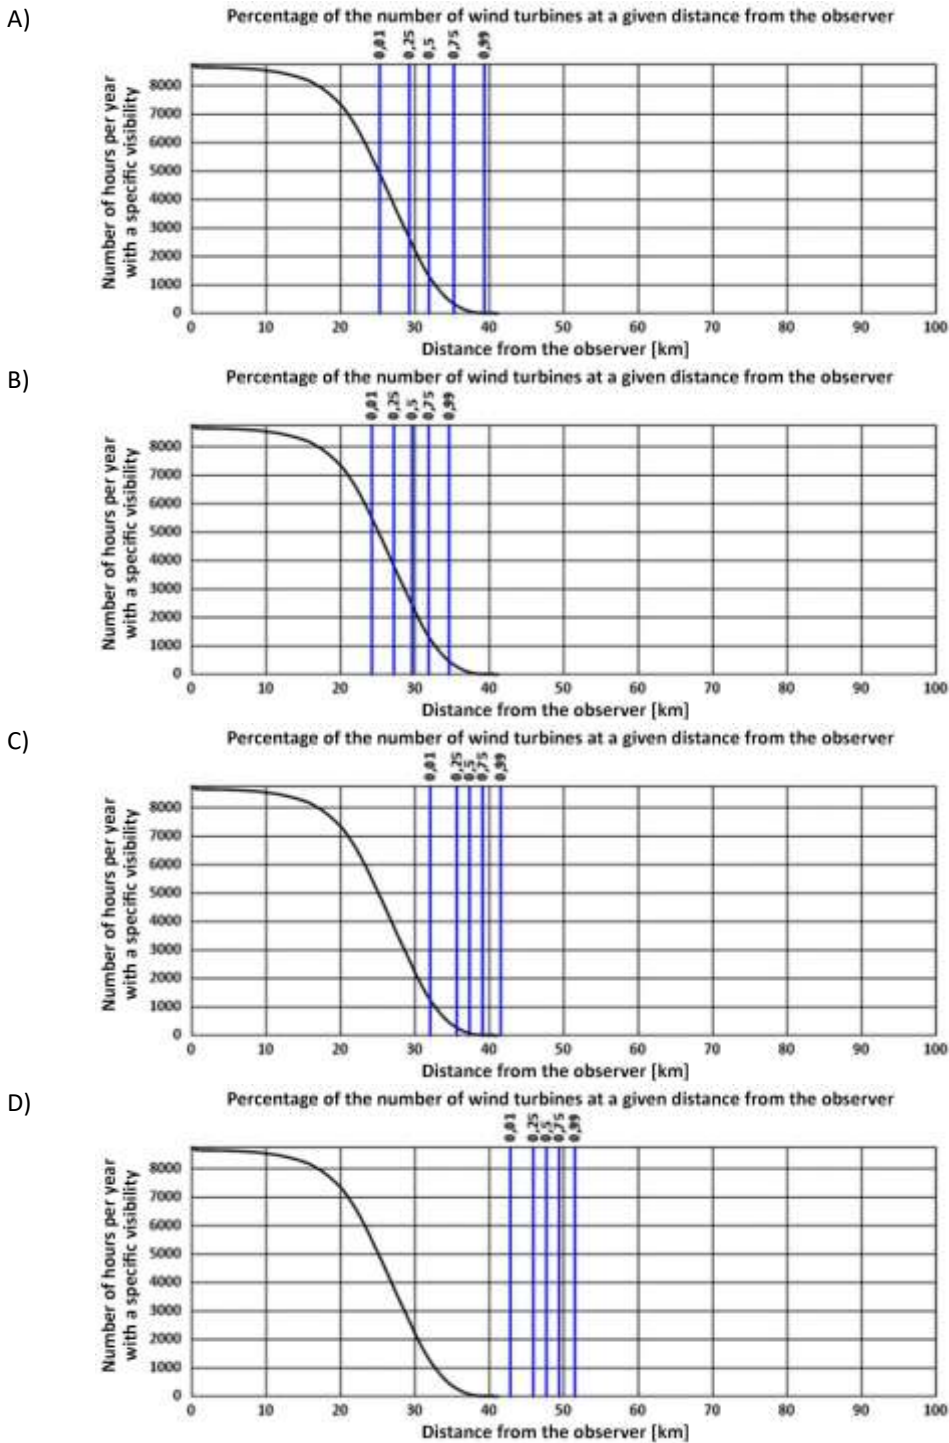 A)
Percentage of the number of wind turbines at a given distance from the observer
0,01 0,25 0,5 0,75 0,99
Number of hours per year
with a specific visibility
8000
7000
6000
5000
4000
3000
2000
1000
0
0 10 20 30 40 50 60 70 80 90 100
Distance from the observer [km]
B)
Percentage of the number of wind turbines at a given distance from the observer
0,01 0,25 0,5 0,75 0,99
Number of hours per year
with a specific visibility
8000
7000
6000
5000
4000
3000
2000
1000
0
0 10 20 30 40 50 60 70 80 90 100
Distance from the observer [km]
C)
Percentage of the number of wind turbines at a given distance from the observer
0,01 0,25 0,5 0,75 0,99
Number of hours per year
with a specific visibility
8000
7000
6000
5000
4000
3000
2000
1000
0
0 10 20 30 40 50 60 70 80 90 100
Distance from the observer [km]
D)
Percentage of the number of wind turbines at a given distance from the observer
0,01 0,25 0,5 0,75 0,99
Number of hours per year
with a specific visibility
8000
7000
6000
5000
4000
3000
2000
1000
0
0 10 20 30 40 50 60 70 80 90 100
Distance from the observer [km]